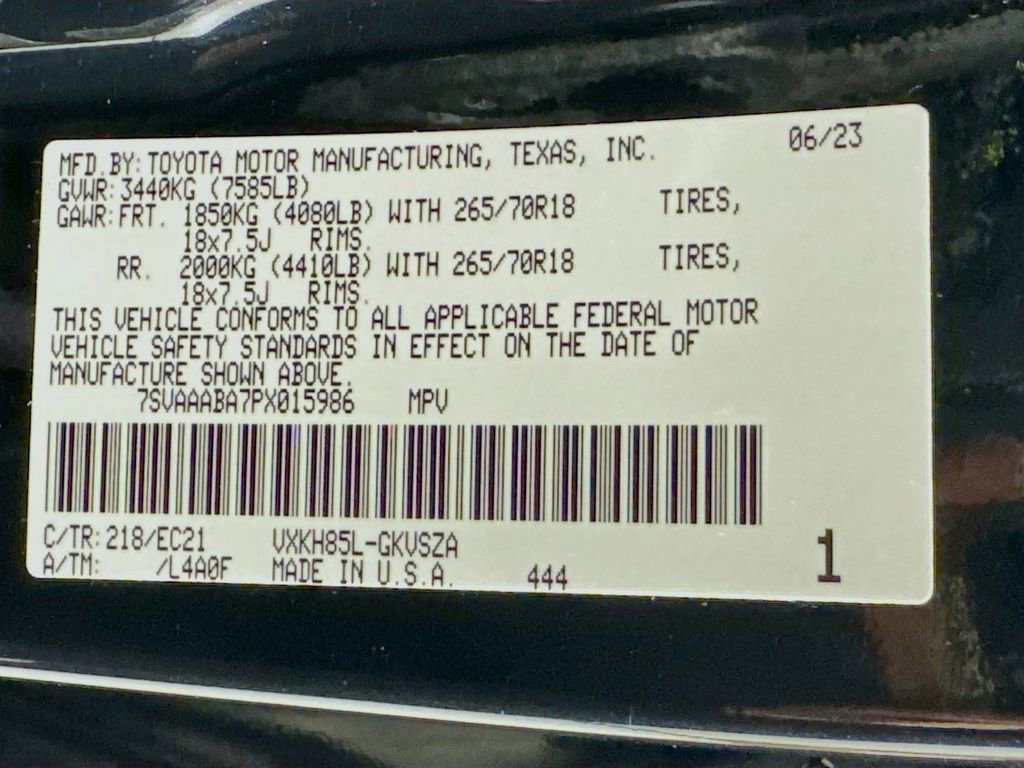 06/23
MFD.BY: TOYOTA MOTOR MANUFACTURING, TEXAS, INC.
GVWR: 3440KG (7585LB)
GAWR: FRT. 1850KG (4080LB) WITH 265/70R18 TIRES,
18x7.5J RIMS.
RR. 2000KG (4410LB) WITH 265/70R18 TIRES,
18x7.5J RIMS.
THIS VEHICLE CONFORMS TO ALL APPLICABLE FEDERAL MOTOR
VEHICLE SAFETY STANDARDS IN EFFECT ON THE DATE OF
MANUFACTURE SHOWN ABOVE.
7SVAAABA7PX015986 MPV
C/TR: 218/EC21 VXKH85L-GKVSZA
A/TM: /L4A0F MADE IN U.S.A. 444
1